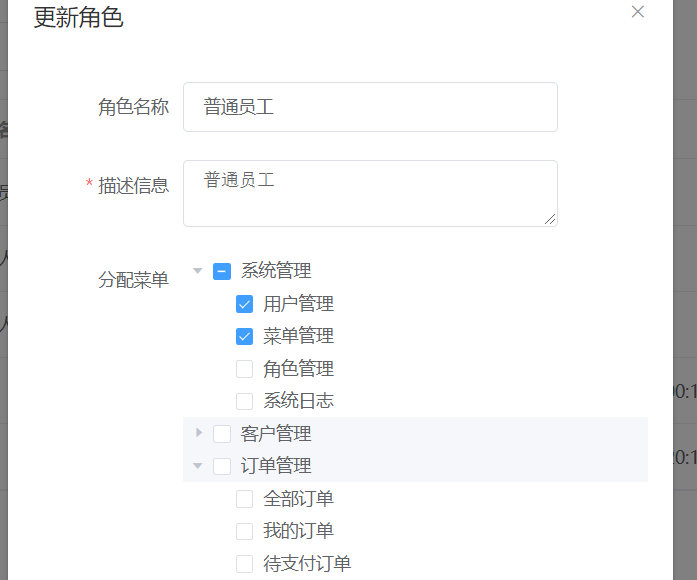 更新角色
角色名称 普通员工
* 描述信息 普通员工
分配菜单 系统管理
用户管理
菜单管理
角色管理
系统日志
客户管理
订单管理
全部订单
我的订单
待支付订单